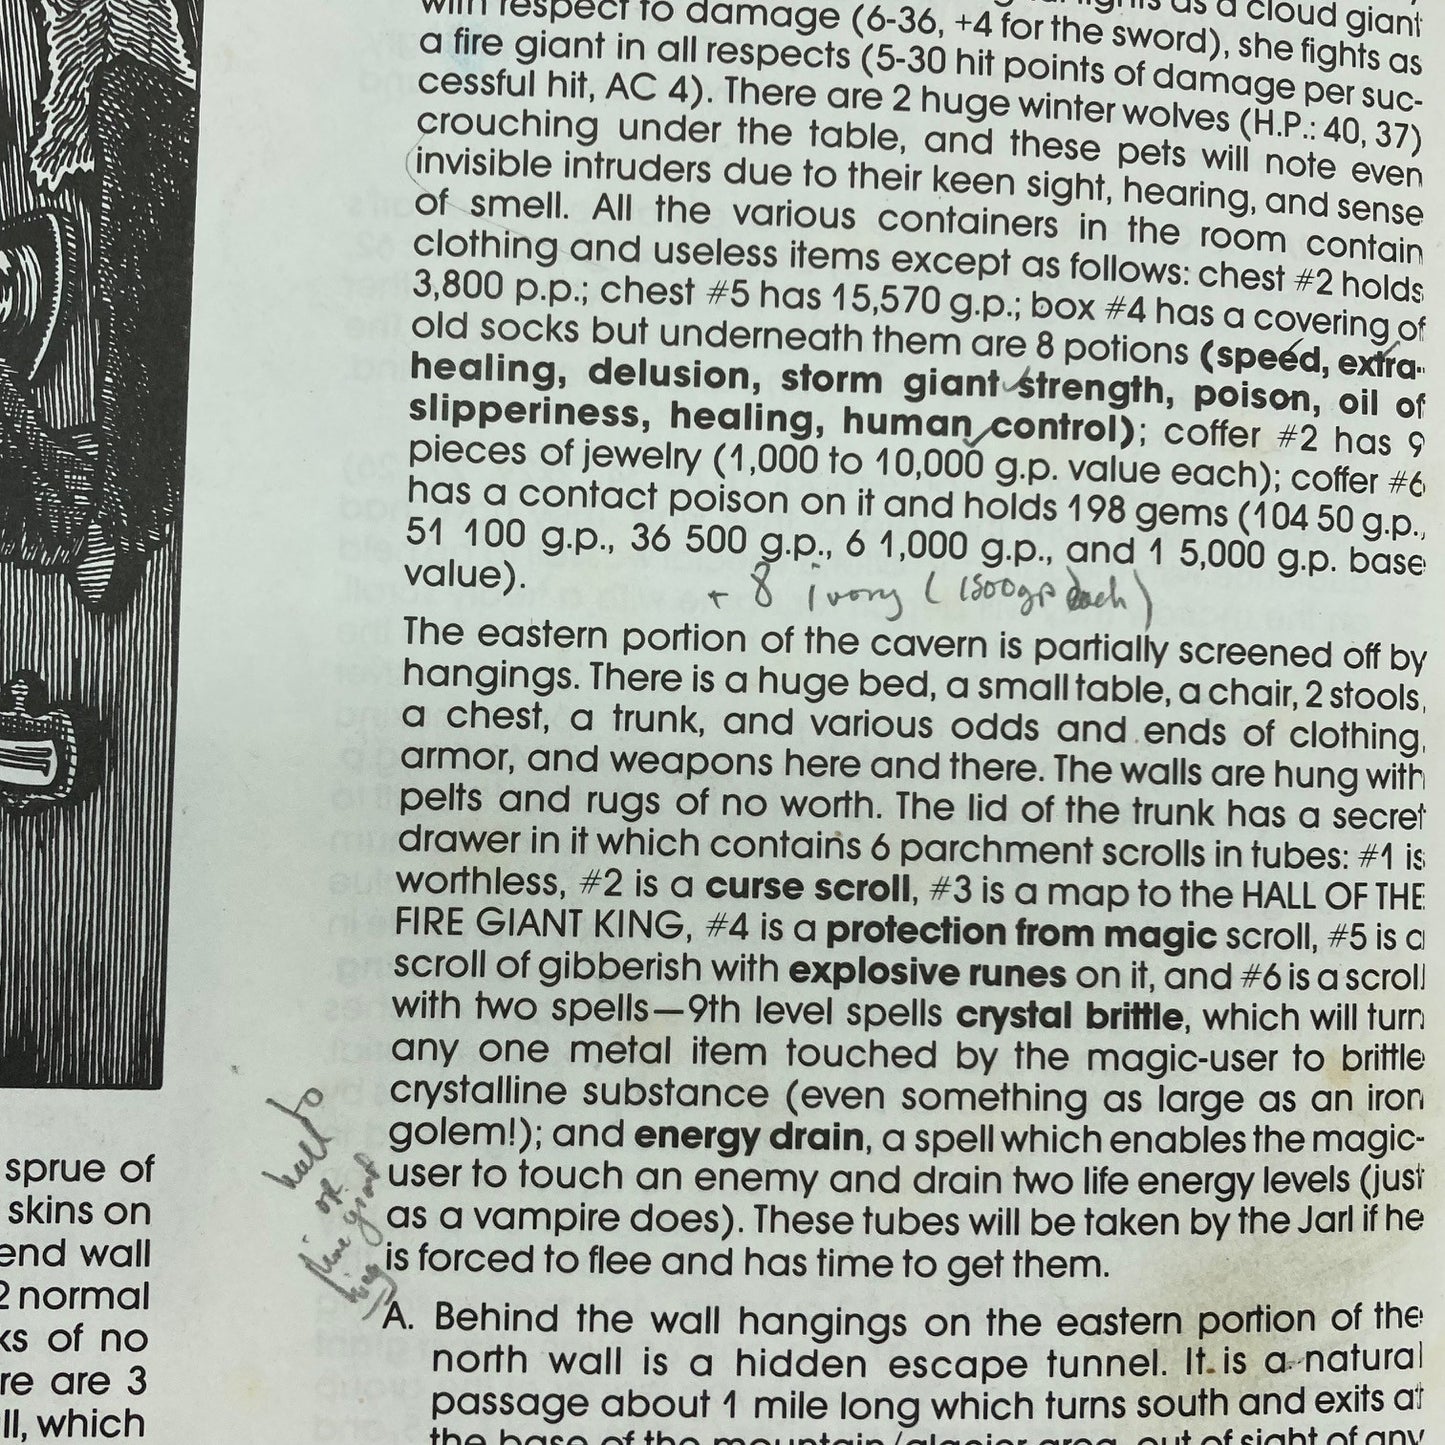 with respect to damage (6-36, +4 for the sword), she fights as
a fire giant in all respects (5-30 hit points of damage per suc-
cessful hit, AC 4). There are 2 huge winter wolves (H.P.: 40, 37)
crouching under the table, and these pets will note even
invisible intruders due to their keen sight, hearing, and sense
of smell. All the various containers in the room contain
clothing and useless items except as follows: chest #2 holds
3,800 p.p.; chest #5 has 15,570 g.p.; box #4 has a covering of
old socks but underneath them are 8 potions (speed, extra-
healing, delusion, storm giant strength, poison, oil of
slipperiness, healing, human control); coffer #2 has 9
pieces of jewelry (1,000 to 10,000 g.p. value each); coffer #6
has a contact poison on it and holds 198 gems (104 50 g.p.,
51 100 g.p., 36 500 g.p., 6 1,000 g.p., and 1 5,000 g.p. base
value).
+ 8 ivory (1500gp each)
The eastern portion of the cavern is partially screened off by
hangings. There is a huge bed, a small table, a chair, 2 stools,
a chest, a trunk, and various odds and ends of clothing,
armor, and weapons here and there. The walls are hung with
pelts and rugs of no worth. The lid of the trunk has a secret
drawer in it which contains 6 parchment scrolls in tubes: #1 is
worthless, #2 is a curse scroll, #3 is a map to the HALL OF THE
FIRE GIANT KING, #4 is a protection from magic scroll, #5 is a
scroll of gibberish with explosive runes on it, and #6 is a scroll
with two spells—9th level spells crystal brittle, which will turn
any one metal item touched by the magic-user to brittle
crystalline substance (even something as large as an iron
golem!); and energy drain, a spell which enables the magic-
user to touch an enemy and drain two life energy levels (just
as a vampire does). These tubes will be taken by the Jarl if he
is forced to flee and has time to get them.
A. Behind the wall hangings on the eastern portion of the
north wall is a hidden escape tunnel. It is a natural
passage about 1 mile long which turns south and exits at
the base of the mountain/glacier area, out of sight of any
sprue of
skins on
end wall
2 normal
ks of no
re are 3
ll, which